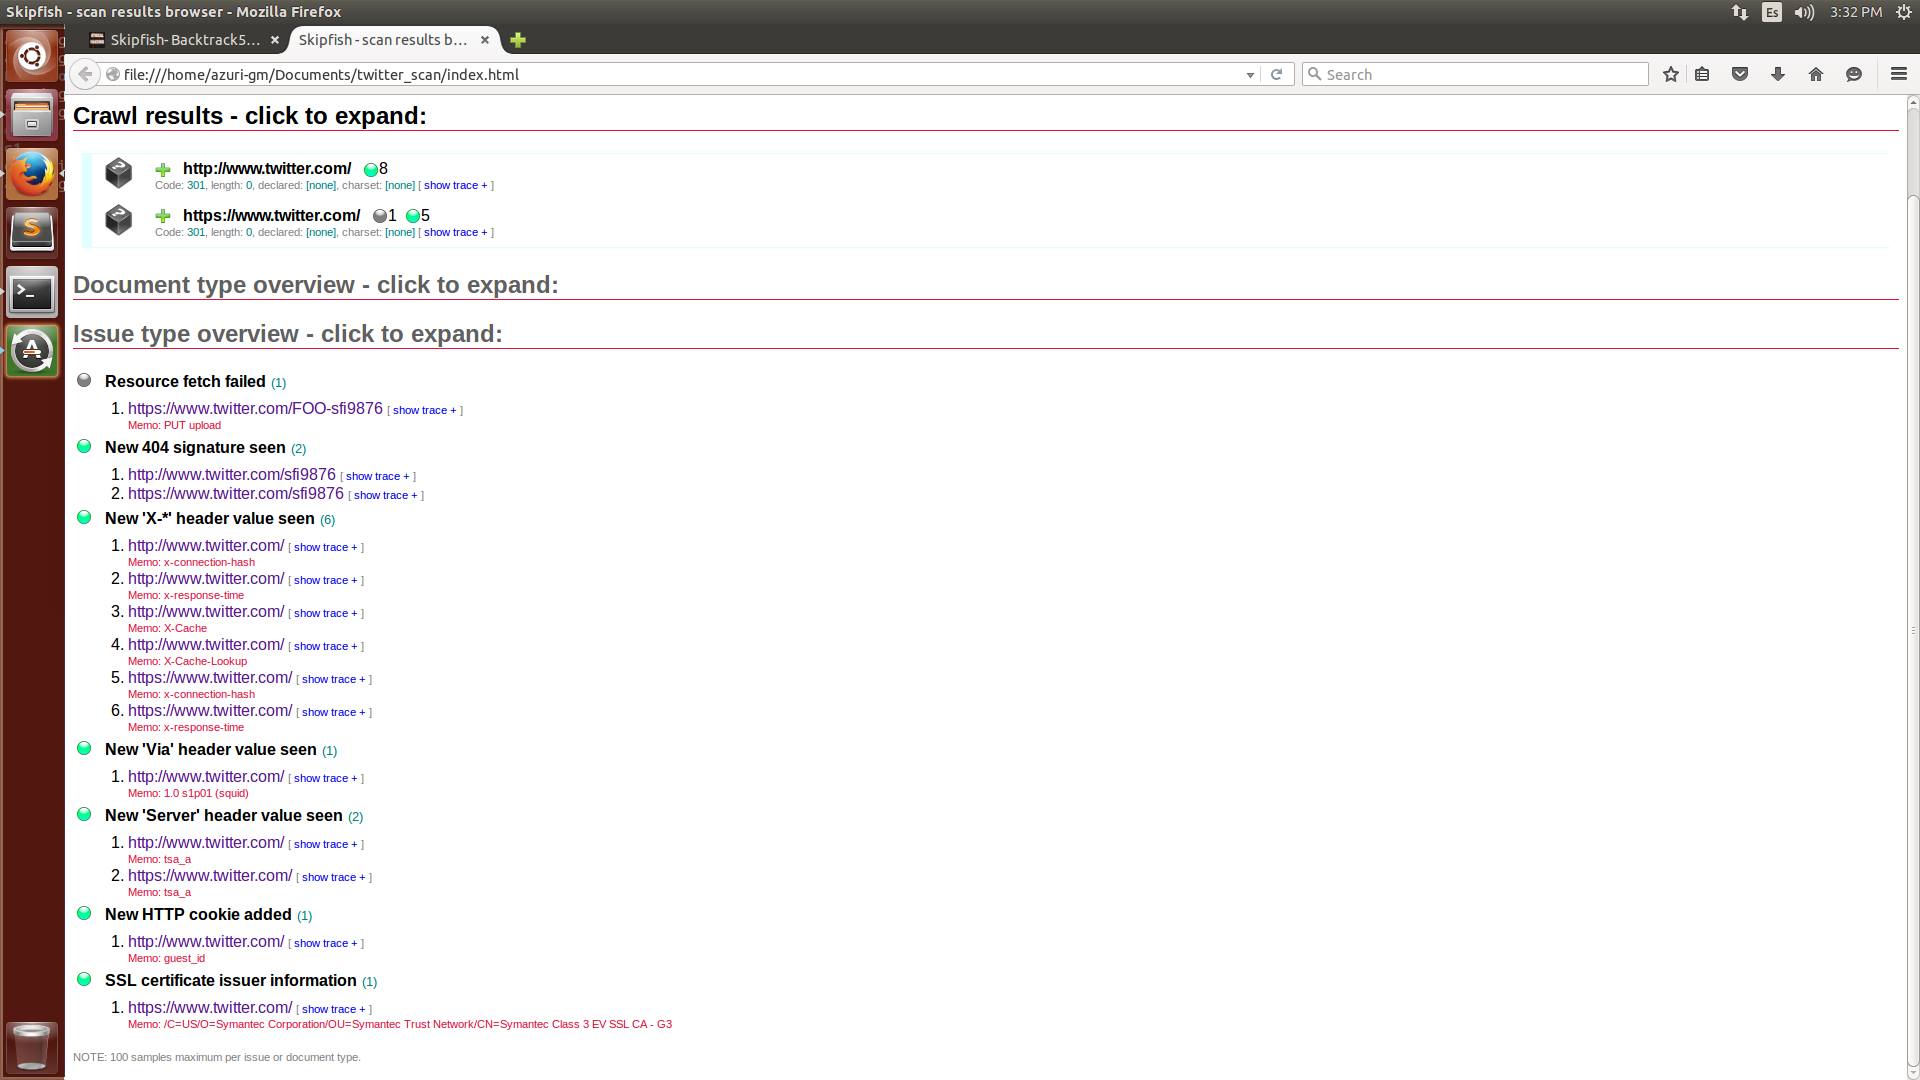 Skipfish - scan results browser - Mozilla Firefox
Es
3:32 PM
Skipfish- Backtrack5...
Skipfish - scan results b...
file:///home/azuri-gm/Documents/twitter_scan/index.html
Search
Crawl results - click to expand:
http://www.twitter.com/ 8
Code: 301, length: 0, declared: [none], charset: [none] [ show trace + ]
https://www.twitter.com/ 1 5
Code: 301, length: 0, declared: [none], charset: [none] [ show trace + ]
Document type overview - click to expand:
Issue type overview - click to expand:
Resource fetch failed (1)
1. https://www.twitter.com/FOO-sfi9876 [ show trace + ]
Memo: PUT upload
New 404 signature seen (2)
1. http://www.twitter.com/sfi9876 [ show trace + ]
2. https://www.twitter.com/sfi9876 [ show trace + ]
New 'X-*' header value seen (6)
1. http://www.twitter.com/ [ show trace + ]
Memo: x-connection-hash
2. http://www.twitter.com/ [ show trace + ]
Memo: x-response-time
3. http://www.twitter.com/ [ show trace + ]
Memo: X-Cache
4. http://www.twitter.com/ [ show trace + ]
Memo: X-Cache-Lookup
5. https://www.twitter.com/ [ show trace + ]
Memo: x-connection-hash
6. https://www.twitter.com/ [ show trace + ]
Memo: x-response-time
New 'Via' header value seen (1)
1. http://www.twitter.com/ [ show trace + ]
Memo: 1.0 s1p01 (squid)
New 'Server' header value seen (2)
1. http://www.twitter.com/ [ show trace + ]
Memo: tsa_a
2. https://www.twitter.com/ [ show trace + ]
Memo: tsa_a
New HTTP cookie added (1)
1. http://www.twitter.com/ [ show trace + ]
Memo: guest_id
SSL certificate issuer information (1)
1. https://www.twitter.com/ [ show trace + ]
Memo: /C=US/O=Symantec Corporation/OU=Symantec Trust Network/CN=Symantec Class 3 EV SSL CA - G3
NOTE: 100 samples maximum per issue or document type.